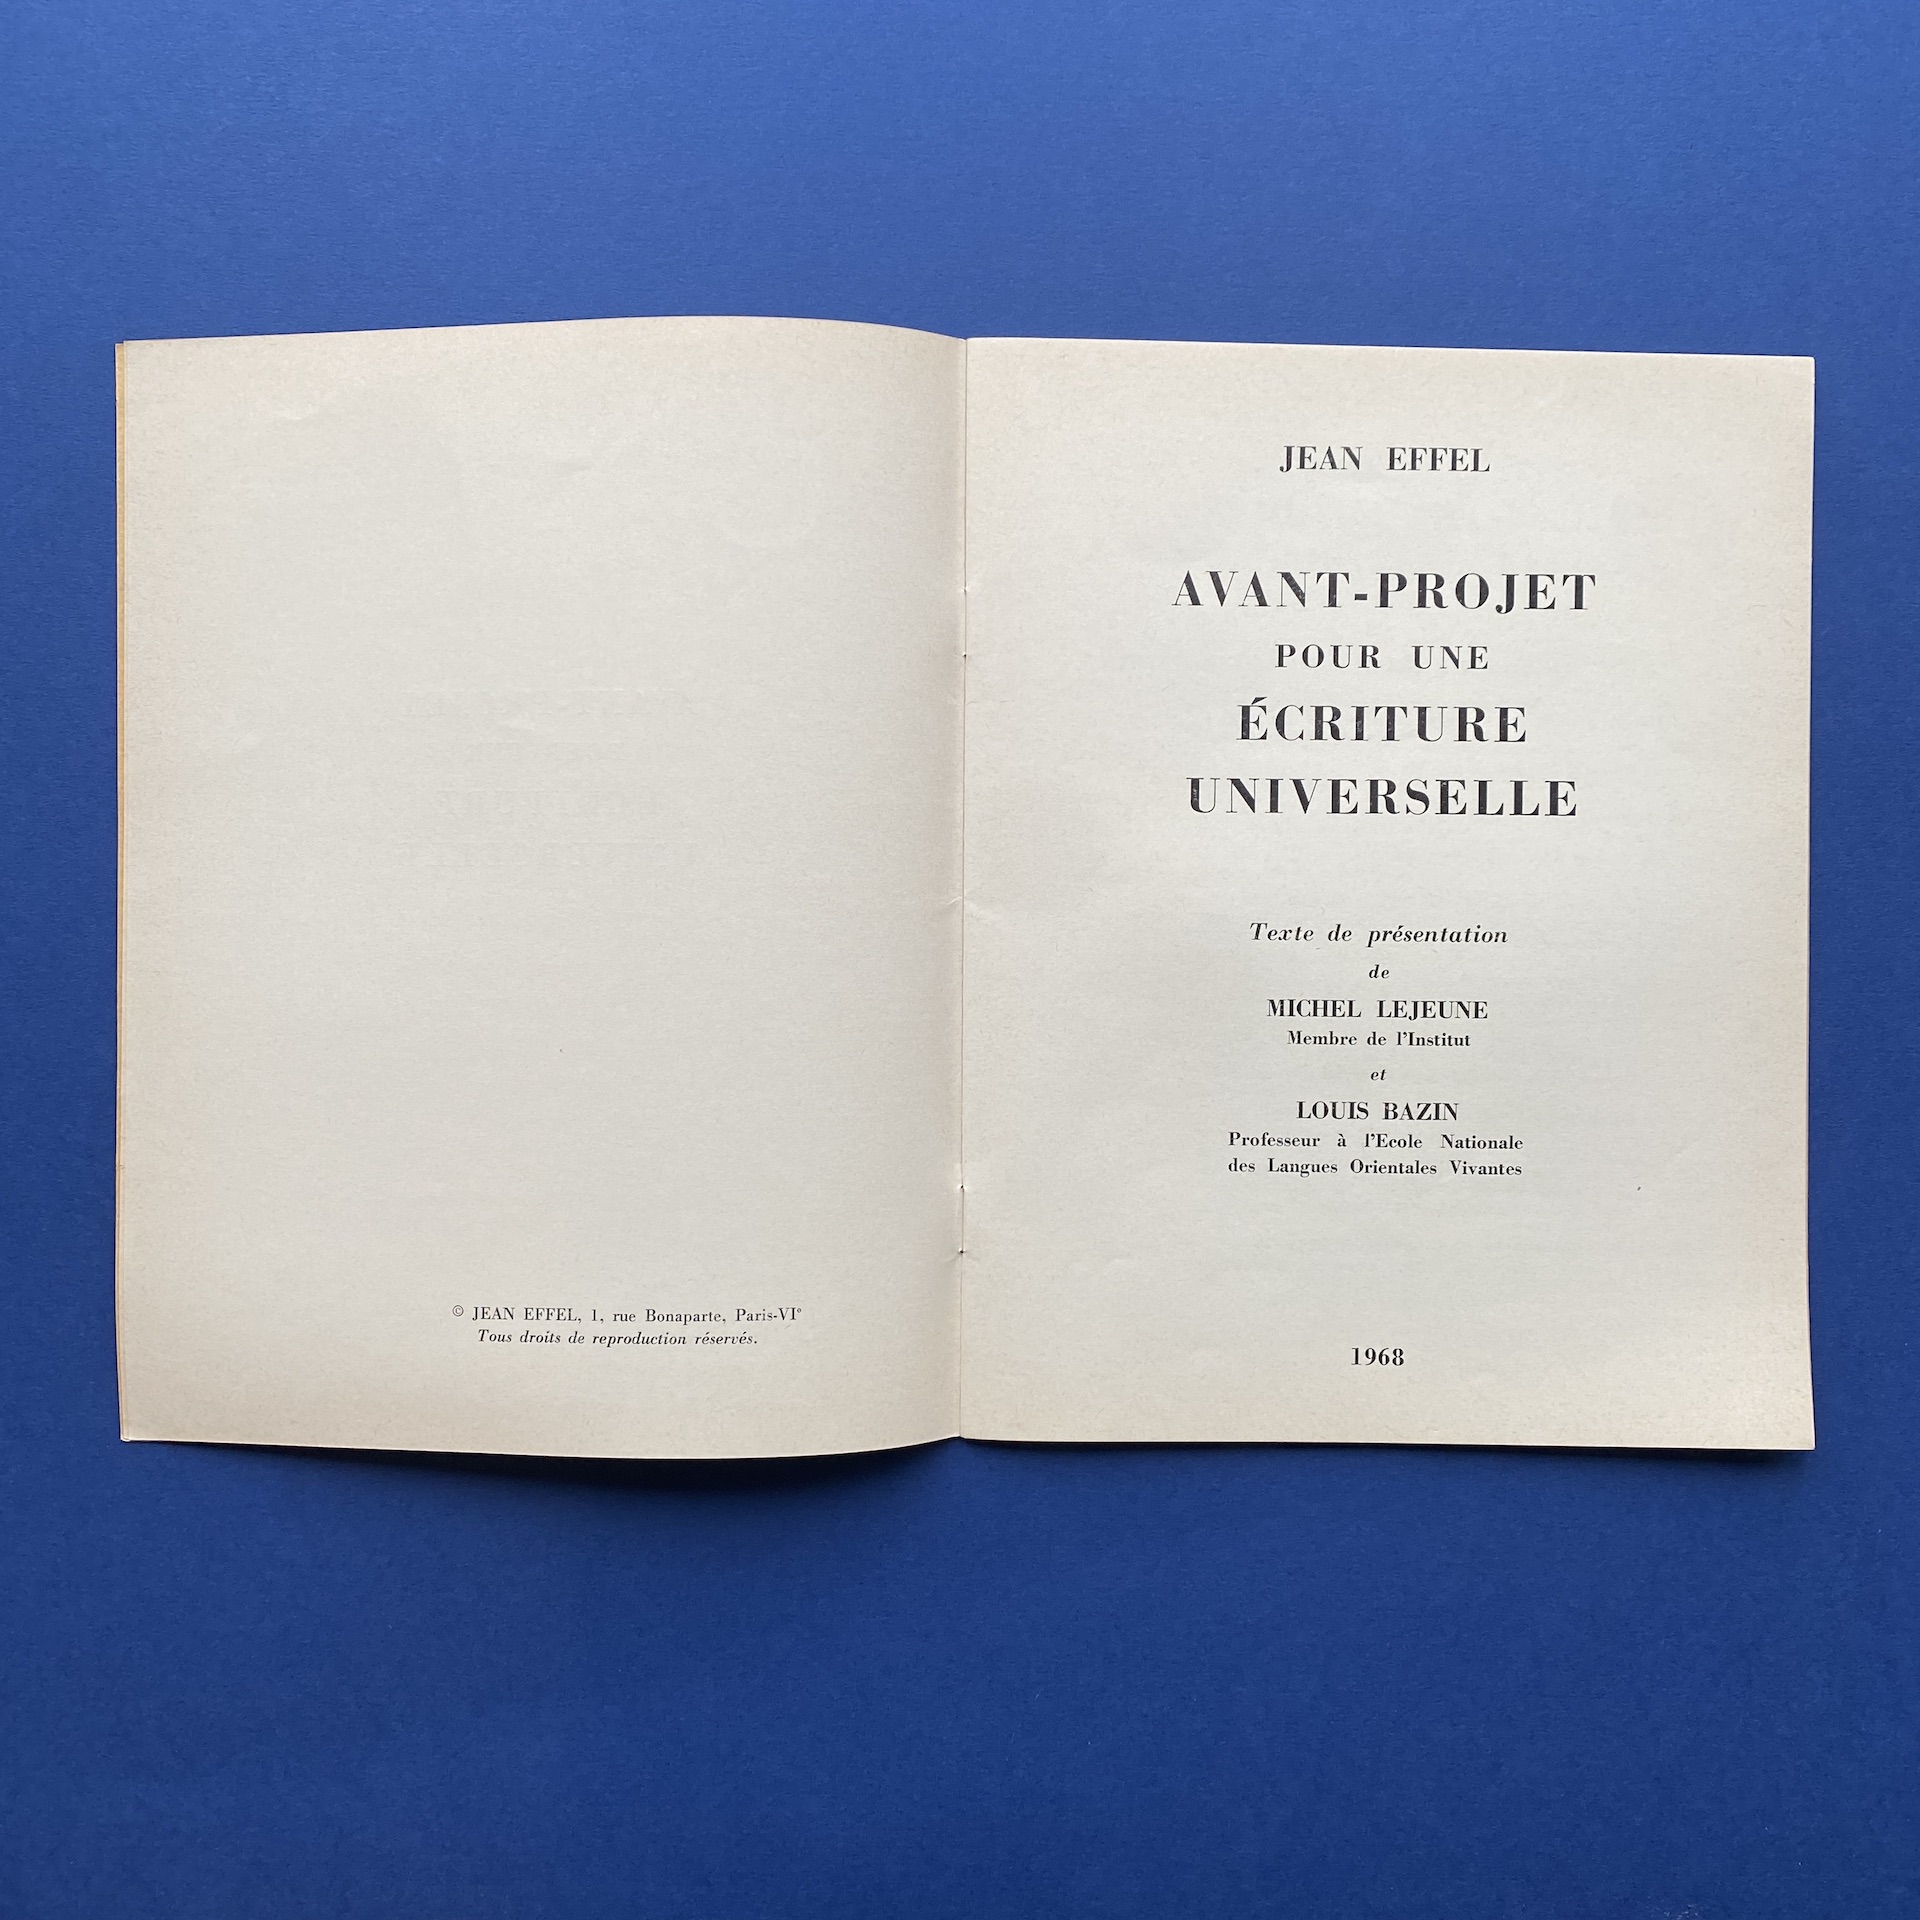 © JEAN EFFEL, 1, rue Bonaparte, Paris-VIe
Tous droits de reproduction réservés.
JEAN EFFEL
AVANT-PROJET
POUR UNE
ÉCRITURE
UNIVERSELLE
Texte de présentation
de
MICHEL LEJEUNE
Membre de l'Institut
et
LOUIS BAZIN
Professeur à l'Ecole Nationale
des Langues Orientales Vivantes
1968